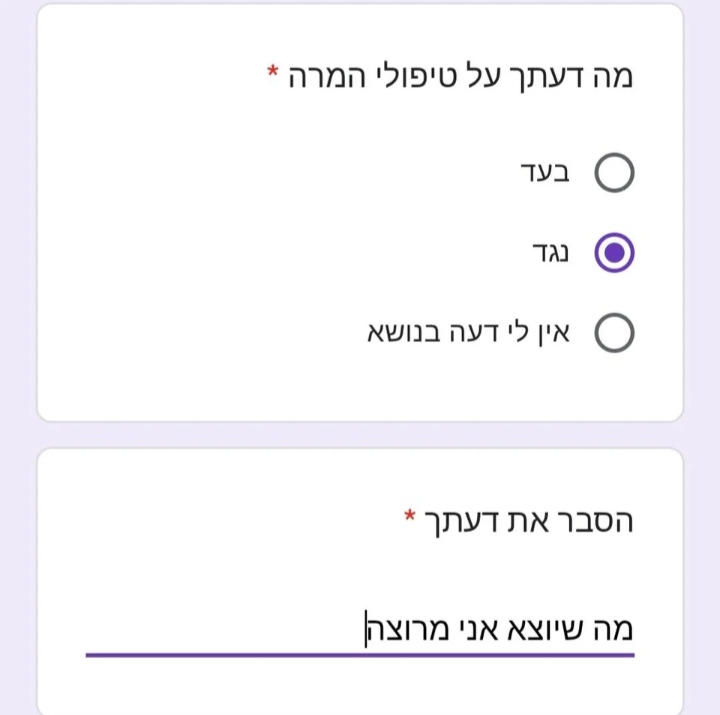 מה דעתך על טיפולי המרה *
בעד
נגד
אין לי דעה בנושא
הסבר את דעתך *
מה שיוצא אני מרוצה